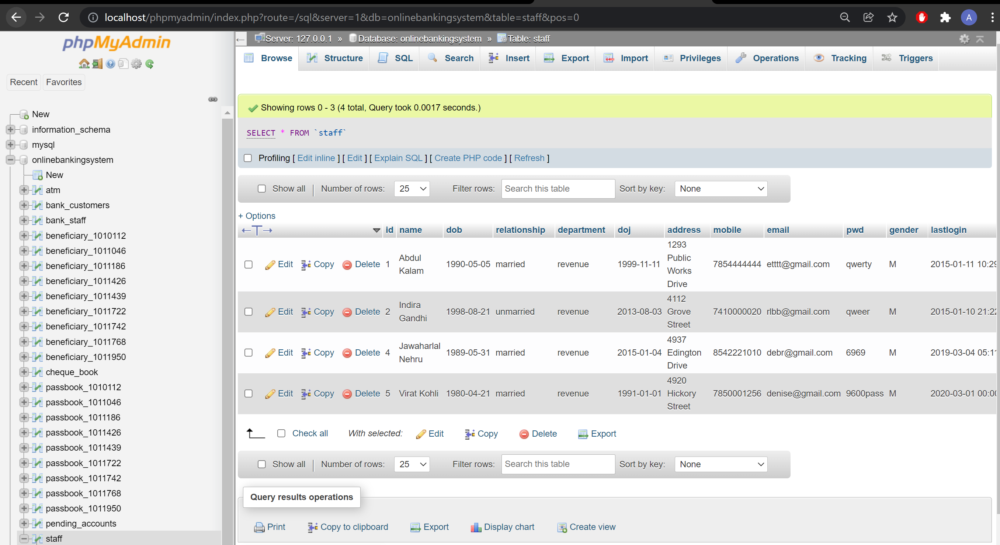 localhost/phpmyadmin/index.php?route=/sql&server=1&db=onlinebankingsystem&table=staff&pos=0
A
phpMyAdmin
Recent Favorites
New
information_schema
mysql
onlinebankingsystem
New
atm
bank_customers
bank_staff
beneficiary_1010112
beneficiary_1011046
beneficiary_1011186
beneficiary_1011426
beneficiary_1011439
beneficiary_1011722
beneficiary_1011742
beneficiary_1011768
beneficiary_1011950
cheque_book
passbook_1010112
passbook_1011046
passbook_1011186
passbook_1011426
passbook_1011439
passbook_1011722
passbook_1011742
passbook_1011768
passbook_1011950
pending_accounts
staff
Server: 127.0.0.1 » Database: onlinebankingsystem » Table: staff
Browse Structure SQL Search Insert Export Import Privileges Operations Tracking Triggers
Showing rows 0 - 3 (4 total, Query took 0.0017 seconds.)
SELECT * FROM `staff`
Profiling [ Edit inline ] [ Edit ] [ Explain SQL ] [ Create PHP code ] [ Refresh ]
Show all | Number of rows: 25 Filter rows: Search this table Sort by key: None
+ Options
←T→ id name dob relationship department doj address mobile email pwd gender lastlogin
Edit Copy Delete 1 Abdul Kalam 1990-05-05 married revenue 1999-11-11 1293 Public Works Drive 7854444444 etttt@gmail.com qwerty M 2015-01-11 10:29
Edit Copy Delete 2 Indira Gandhi 1998-08-21 unmarried revenue 2013-08-03 4112 Grove Street 7410000020 rlbb@gmail.com qweer M 2015-01-10 21:22
Edit Copy Delete 4 Jawaharlal Nehru 1989-05-31 married revenue 2015-01-04 4937 Edington Drive 8542221010 debr@gmail.com 6969 M 2019-03-04 05:11
Edit Copy Delete 5 Virat Kohli 1980-04-21 married revenue 1991-01-01 4920 Hickory Street 7850001256 denise@gmail.com 9600pass M 2020-03-01 00:00
Check all With selected: Edit Copy Delete Export
Show all | Number of rows: 25 Filter rows: Search this table Sort by key: None
Query results operations
Print Copy to clipboard Export Display chart Create view